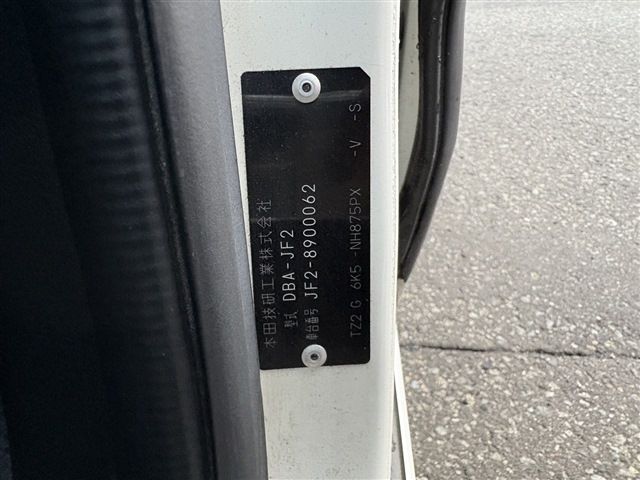 本田技研工業株式会社
型式 DBA-JF2
車台番号 JF2-8900062
TZ2 G 6K5 -NH875PX -V -S